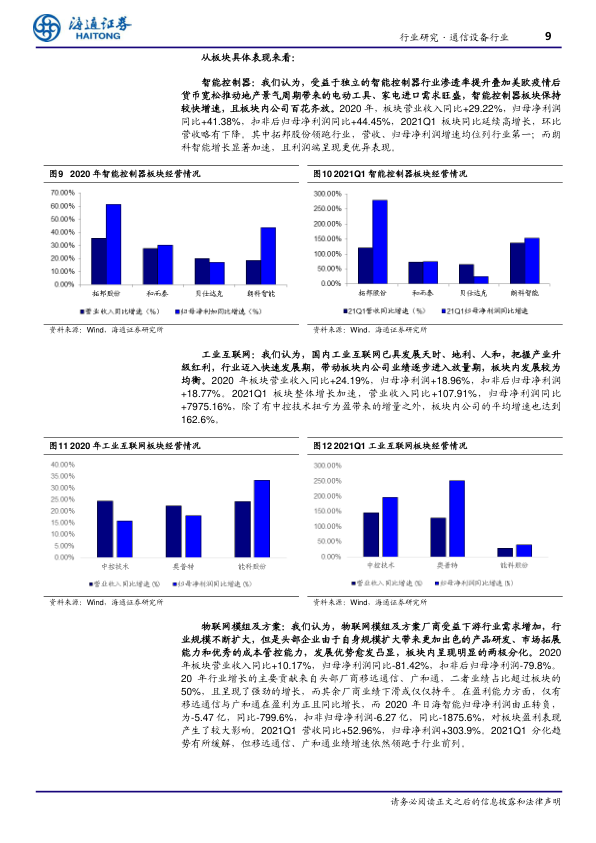 海通证券
HAITONG
行业研究·通信设备行业
9
从板块具体表现来看：
智能控制器：我们认为，受益于独立的智能控制器行业渗透率提升叠加美欧疫情后
货币宽松推动地产景气周期带来的电动工具、家电进口需求旺盛，智能控制器板块保持
较快增速，且板块内公司百花齐放。2020 年，板块营业收入同比+29.22%，归母净利润
同比+41.38%，扣非后归母净利润同比+44.45%，2021Q1 板块同比延续高增长，环比
营收略有下降。其中拓邦股份领跑行业，营收、归母净利润增速均位列行业第一；而朗
科智能增长显著加速，且利润端呈现更优异表现。
图9 2020 年智能控制器板块经营情况
70.00%
60.00%
50.00%
40.00%
30.00%
20.00%
10.00%
0.00%
拓邦股份 和而泰 贝仕达克 朗科智能
■营业收入同比增速（%） ■归母净利润同比增速（%）
资料来源：Wind，海通证券研究所
图10 2021Q1 智能控制器板块经营情况
300.00%
250.00%
200.00%
150.00%
100.00%
50.00%
0.00%
拓邦股份 和而泰 贝仕达克 朗科智能
■21Q1营收同比增速（%） ■21Q1归母净利润同比增速
资料来源：Wind，海通证券研究所
工业互联网：我们认为，国内工业互联网已具发展天时、地利、人和，把握产业升
级红利，行业迈入快速发展期，带动板块内公司业绩逐步进入放量期，板块内发展较为
均衡。2020 年板块营业收入同比+24.19%，归母净利润+18.96%，扣非后归母净利润
+18.77%。2021Q1 板块整体增长加速，营业收入同比+107.91%，归母净利润同比
+7975.16%，除了有中控技术扭亏为盈带来的增量之外，板块内公司的平均增速也达到
162.6%。
图11 2020 年工业互联网板块经营情况
40.00%
35.00%
30.00%
25.00%
20.00%
15.00%
10.00%
5.00%
0.00%
中控技术 奥普特 能科股份
■营业收入同比增速(%) ■归母净利润同比增速（%）
资料来源：Wind，海通证券研究所
图12 2021Q1 工业互联网板块经营情况
300.00%
250.00%
200.00%
150.00%
100.00%
50.00%
0.00%
中控技术 奥普特 能科股份
■营业收入同比增速(%) ■归母净利润同比增速(%)
资料来源：Wind，海通证券研究所
物联网模组及方案：我们认为，物联网模组及方案厂商受益下游行业需求增加，行
业规模不断扩大，但是头部企业由于自身规模扩大带来更加出色的产品研发、市场拓展
能力和优秀的成本管控能力，发展优势愈发凸显，板块内呈现明显的两极分化。2020
年板块营业收入同比+10.17%，归母净利润同比-81.42%，扣非后归母净利润-79.8%。
20 年行业增长的主要贡献来自头部厂商移远通信、广和通，二者业绩占比超过板块的
50%，且呈现了强劲的增长，而其余厂商业绩下滑或仅仅持平。在盈利能力方面，仅有
移远通信与广和通在盈利为正且同比增长，而 2020 年日海智能归母净利润由正转负，
为-5.47 亿，同比-799.6%，扣非归母净利润-6.27 亿，同比-1875.6%，对板块盈利表现
产生了较大影响。2021Q1 营收同比+52.96%，归母净利润+303.9%。2021Q1 分化趋
势有所缓解，但移远通信、广和通业绩增速依然领跑于行业前列。
请务必阅读正文之后的信息披露和法律声明